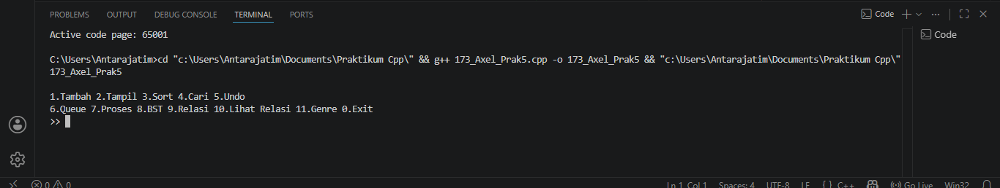 PROBLEMS OUTPUT DEBUG CONSOLE TERMINAL PORTS
Code
Active code page: 65001
Code
C:\Users\Antarajatim>cd "c:\Users\Antarajatim\Documents\Praktikum Cpp\" && g++ 173_Axel_Prak5.cpp -o 173_Axel_Prak5 && "c:\Users\Antarajatim\Documents\Praktikum Cpp\"
173_Axel_Prak5
1.Tambah 2.Tampil 3.Sort 4.Cari 5.Undo
6.Queue 7.Proses 8.BST 9.Relasi 10.Lihat Relasi 11.Genre 0.Exit
>>
0 0 Ln 1, Col 1 Spaces: 4 UTF-8 LF { } C++ Go Live Win32